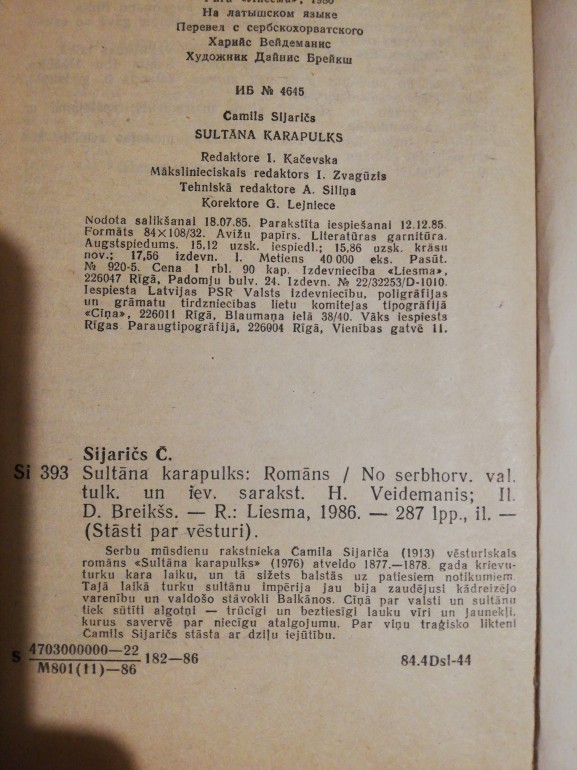 На латышском языке
Перевел с сербскохорватского
Харийс Вейдеманис
Художник Дайнис Брейкш
ИБ № 4645
Camils Sijaričs
SULTĀNA KARAPULKS
Redaktore I. Kačevska
Mākslinieciskais redaktors I. Zvagūzis
Tehniskā redaktore A. Siliņa
Korektore G. Lejniece
Nodota salikšanai 18.07.85. Parakstīta iespiešanai 12.12.85.
Formāts 84×108/32. Avīžu papīrs. Literatūras garnitūra.
Augstspiedums. 15,12 uzsk. iespiedl.; 15,86 uzsk. krāsu
nov.; 17,56 izdevn. l. Metiens 40 000 eks. Pasūt.
№ 920-5. Cena 1 rbl. 90 kap. Izdevniecība «Liesma»,
226047 Rīgā, Padomju bulv. 24. Izdevn. № 22/32253/D-1010.
Iespiesta Latvijas PSR Valsts izdevniecību, poligrāfijas
un grāmatu tirdzniecības lietu komitejas tipogrāfijā
«Cīņa», 226011 Rīgā, Blaumaņa ielā 38/40. Vāks iespiests
Rīgas Paraugtipogrāfijā, 226004 Rīgā, Vienības gatvē 11.
Sijaričs Č.
Si 393 Sultāna karapulks: Romāns / No serbhorv. val.
tulk. un iev. sarakst. H. Veidemanis; Il.
D. Breikšs. — R.: Liesma, 1986. — 287 lpp., il. —
(Stāsti par vēsturi).
Serbu mūsdienu rakstnieka Čamila Sijariča (1913) vēsturiskais
romāns «Sultāna karapulks» (1976) atveido 1877.—1878. gada krievu-
turku kara laiku, un tā sižets balstās uz patiesiem notikumiem.
Tajā laikā turku sultānu impērija jau bija zaudējusi kādreizējo
varenību un valdošo stāvokli Balkānos. Cīņā par valsti un sultānu
tiek sūtīti algotņi — trūcīgi un beztiesīgi lauku vīri un jaunekļi,
kurus savervē par niecīgu atalgojumu. Par viņu traģisko likteni
Čamils Sijaričs stāsta ar dziļu iejūtību.
S 4703000000—22
M801(11)—86 182—86 84.4Dsl-44